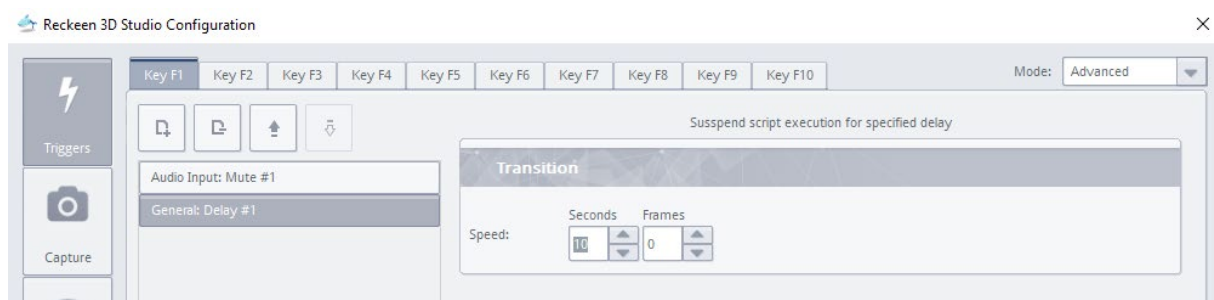 Reckeen 3D Studio Configuration
Key F1 Key F2 Key F3 Key F4 Key F5 Key F6 Key F7 Key F8 Key F9 Key F10 Mode: Advanced
Triggers
Susspend script execution for specified delay
Audio Input: Mute #1
Transition
General: Delay #1
Seconds Frames
Speed: 10 0
Capture